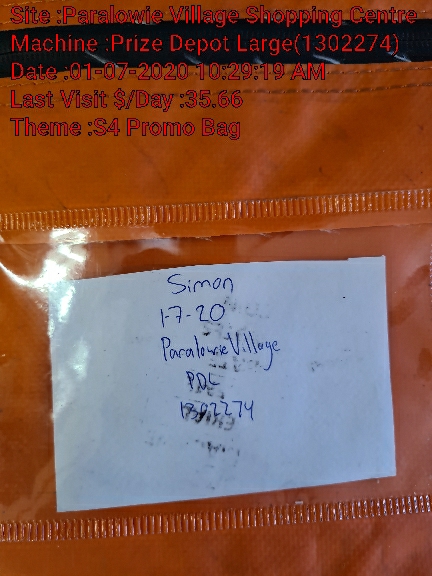 Site :Paralowie Village Shopping Centre
Machine :Prize Depot Large(1302274)
Date :01-07-2020 10:29:19 AM
Last Visit $/Day :35.66
Theme :S4 Promo Bag
Simon
1-7-20
Paralowie Village
PDL
1302274